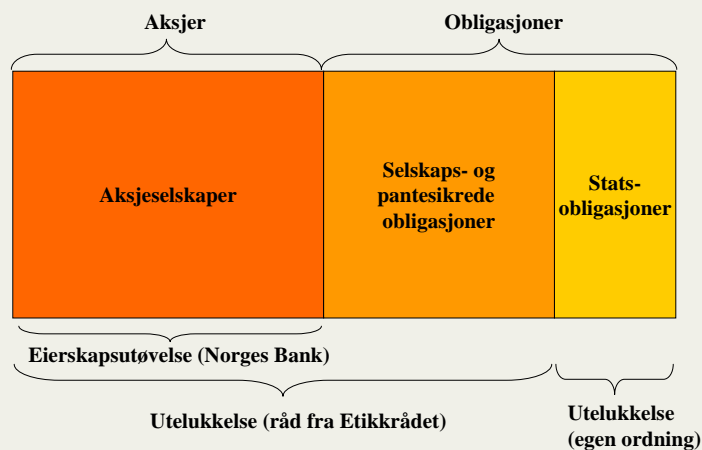 Aksjer
Obligasjoner
Aksjeselskaper
Selskaps- og
pantesikrede
obligasjoner
Stats-
obligasjoner
Eierskapsutøvelse (Norges Bank)
Utelukkelse (råd fra Etikkrådet)
Utelukkelse
(egen ordning)